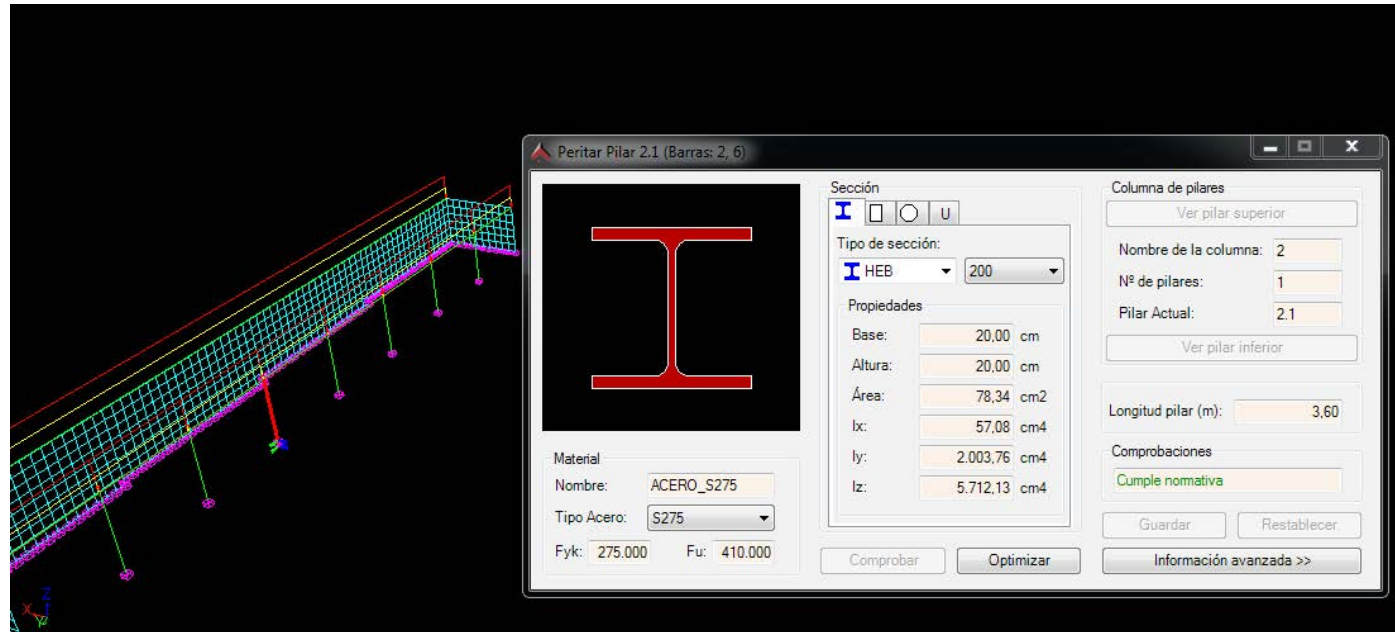 Peritar Pilar 2.1 (Barras: 2, 6)
Sección
U
Tipo de sección:
HEB 200
Propiedades
Base: 20,00 cm
Altura: 20,00 cm
Área: 78,34 cm2
Ix: 57,08 cm4
Iy: 2.003,76 cm4
Iz: 5.712,13 cm4
Material
Nombre: ACERO_S275
Tipo Acero: S275
Fyk: 275.000 Fu: 410.000
Comprobar Optimizar
Columna de pilares
Ver pilar superior
Nombre de la columna: 2
Nº de pilares: 1
Pilar Actual: 2.1
Ver pilar inferior
Longitud pilar (m): 3,60
Comprobaciones
Cumple normativa
Guardar Restablecer
Información avanzada >>
X
Z
Y